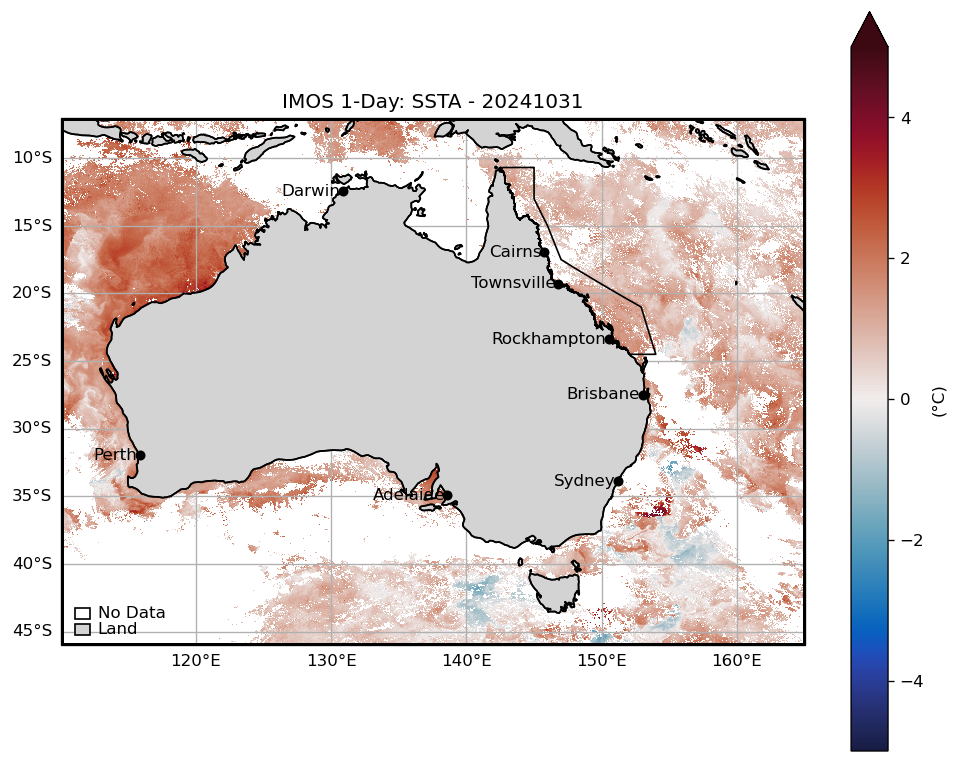 IMOS 1-Day: SSTA - 20241031
10°S
15°S
20°S
25°S
30°S
35°S
40°S
45°S
Darwin
Cairns
Townsville
Rockhampton
Brisbane
Perth
Sydney
Adelaide
No Data
Land
120°E
130°E
140°E
150°E
160°E
4
2
0
−2
−4
(°C)